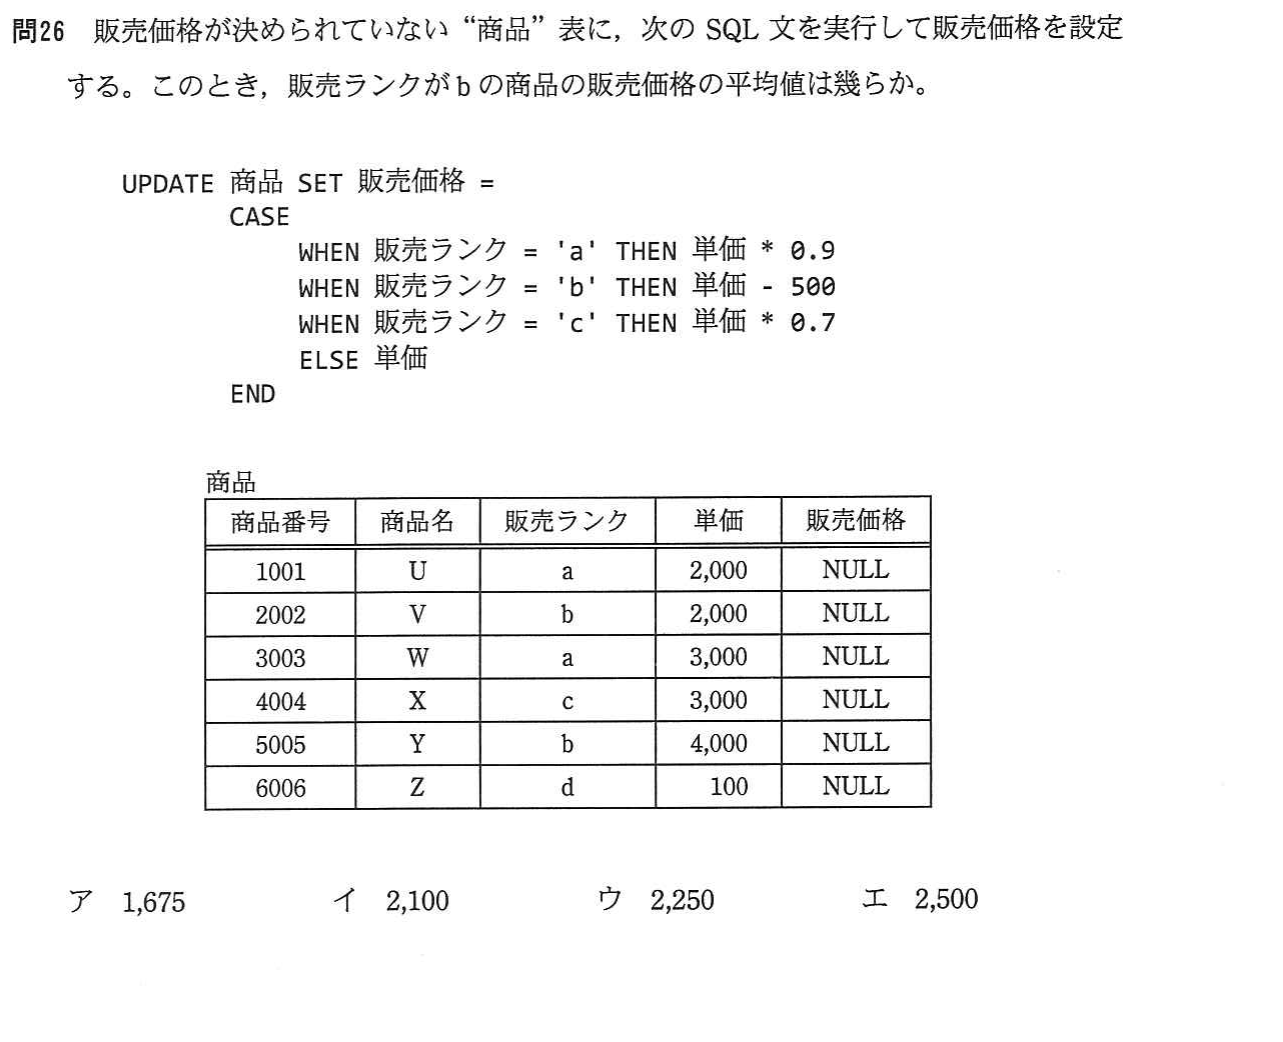 問26 販売価格が決められていない“商品”表に，次の SQL 文を実行して販売価格を設定
する。このとき，販売ランクが b の商品の販売価格の平均値は幾らか。
UPDATE 商品 SET 販売価格 =
CASE
WHEN 販売ランク = 'a' THEN 単価 * 0.9
WHEN 販売ランク = 'b' THEN 単価 - 500
WHEN 販売ランク = 'c' THEN 単価 * 0.7
ELSE 単価
END
商品
商品番号 商品名 販売ランク 単価 販売価格
1001 U a 2,000 NULL
2002 V b 2,000 NULL
3003 W a 3,000 NULL
4004 X c 3,000 NULL
5005 Y b 4,000 NULL
6006 Z d 100 NULL
ア 1,675 イ 2,100 ウ 2,250 エ 2,500